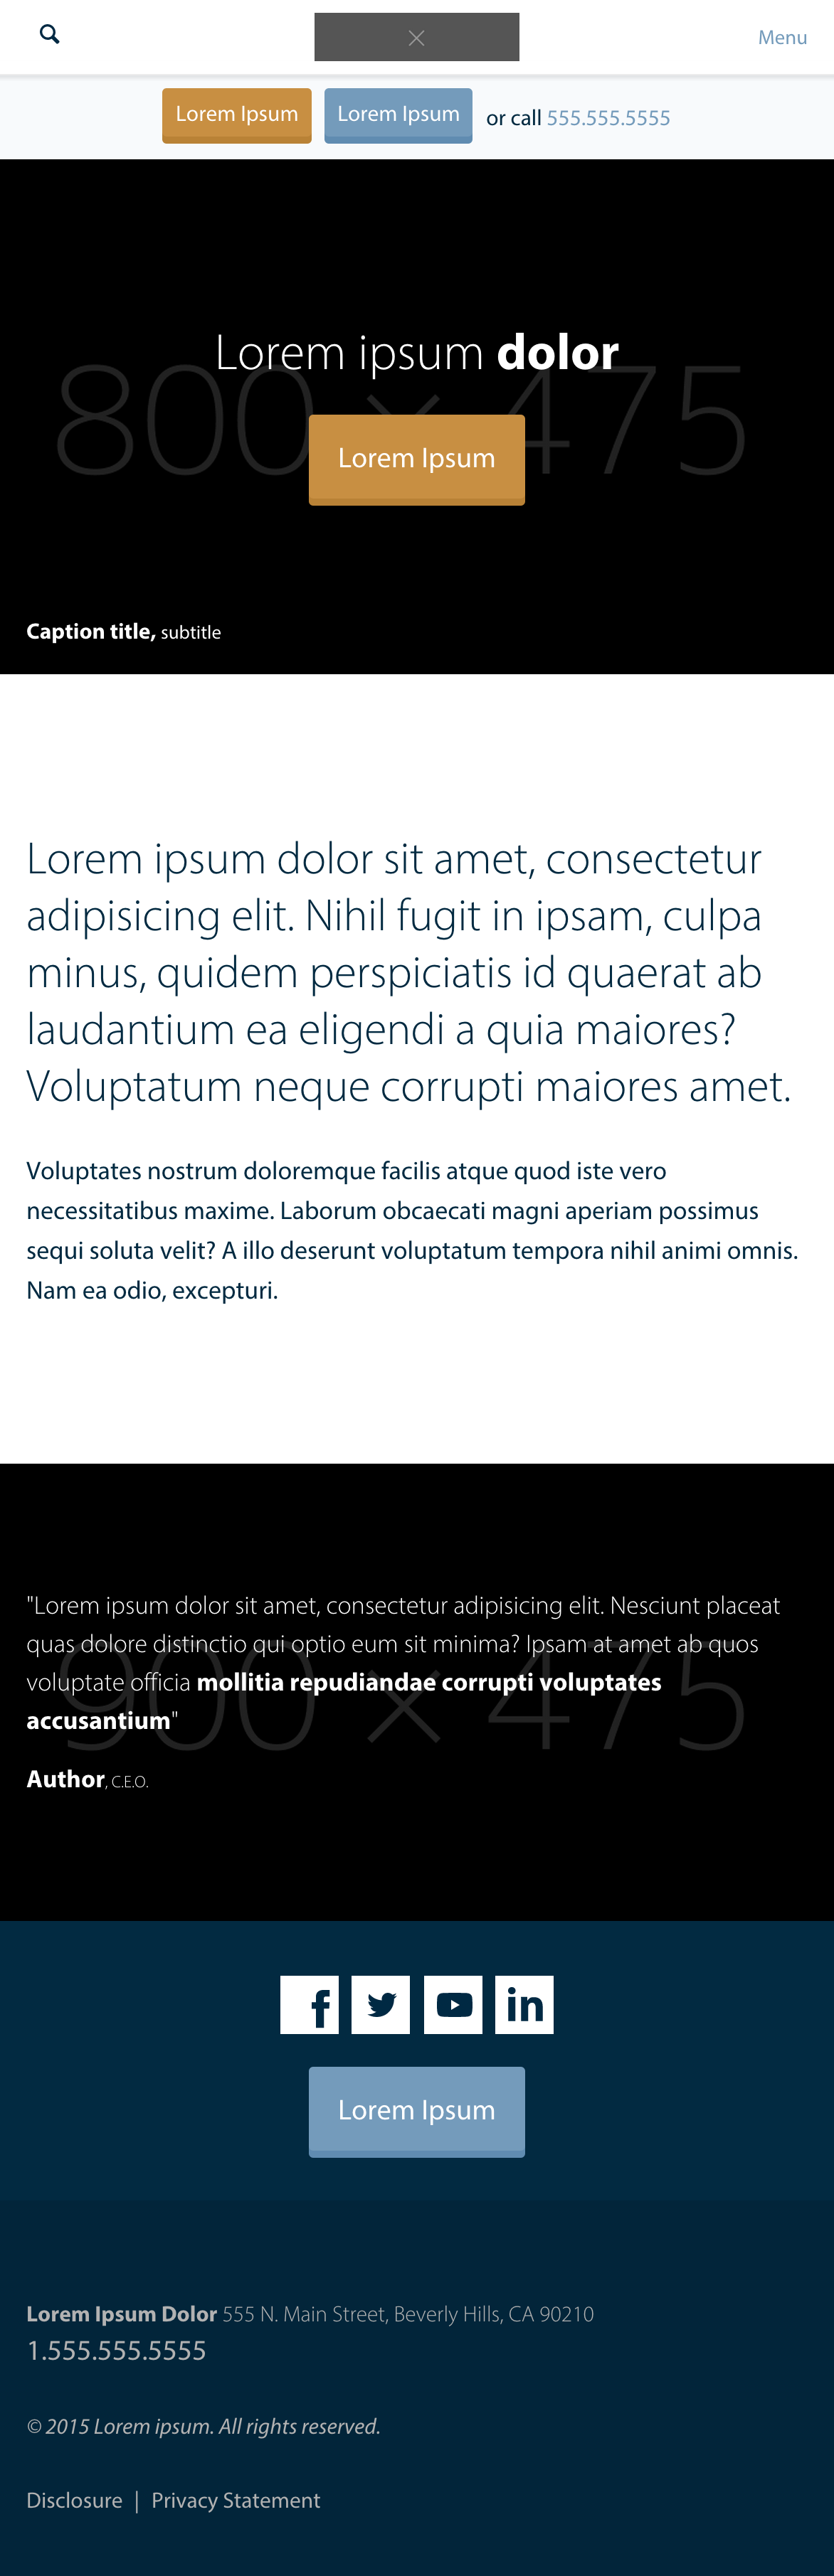 Menu
Lorem Ipsum Lorem Ipsum or call 555.555.5555
Lorem ipsum dolor
800 × 475
Lorem Ipsum
Caption title, subtitle
Lorem ipsum dolor sit amet, consectetur
adipisicing elit. Nihil fugit in ipsam, culpa
minus, quidem perspiciatis id quaerat ab
laudantium ea eligendi a quia maiores?
Voluptatum neque corrupti maiores amet.
Voluptates nostrum doloremque facilis atque quod iste vero
necessitatibus maxime. Laborum obcaecati magni aperiam possimus
sequi soluta velit? A illo deserunt voluptatum tempora nihil animi omnis.
Nam ea odio, excepturi.
"Lorem ipsum dolor sit amet, consectetur adipisicing elit. Nesciunt placeat
quas dolore distinctio qui optio eum sit minima? Ipsam at amet ab quos
voluptate officia mollitia repudiandae corrupti voluptates
accusantium"
900 × 475
Author, C.E.O.
Lorem Ipsum
Lorem Ipsum Dolor 555 N. Main Street, Beverly Hills, CA 90210
1.555.555.5555
© 2015 Lorem ipsum. All rights reserved.
Disclosure | Privacy Statement